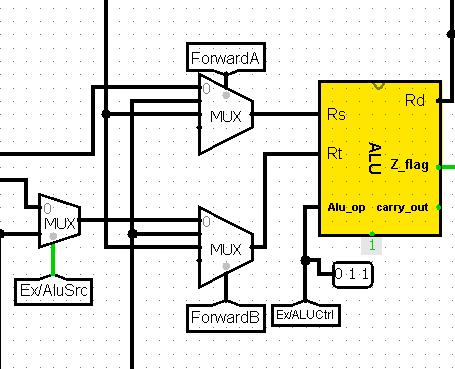 ForwardA
0
MUX
Rs
Rd
Rt
ALU
Z_flag
0
MUX
0
MUX
Alu_op
carry_out
1
0 1 1
Ex/AluSrc
ForwardB
Ex/ALUCtrl